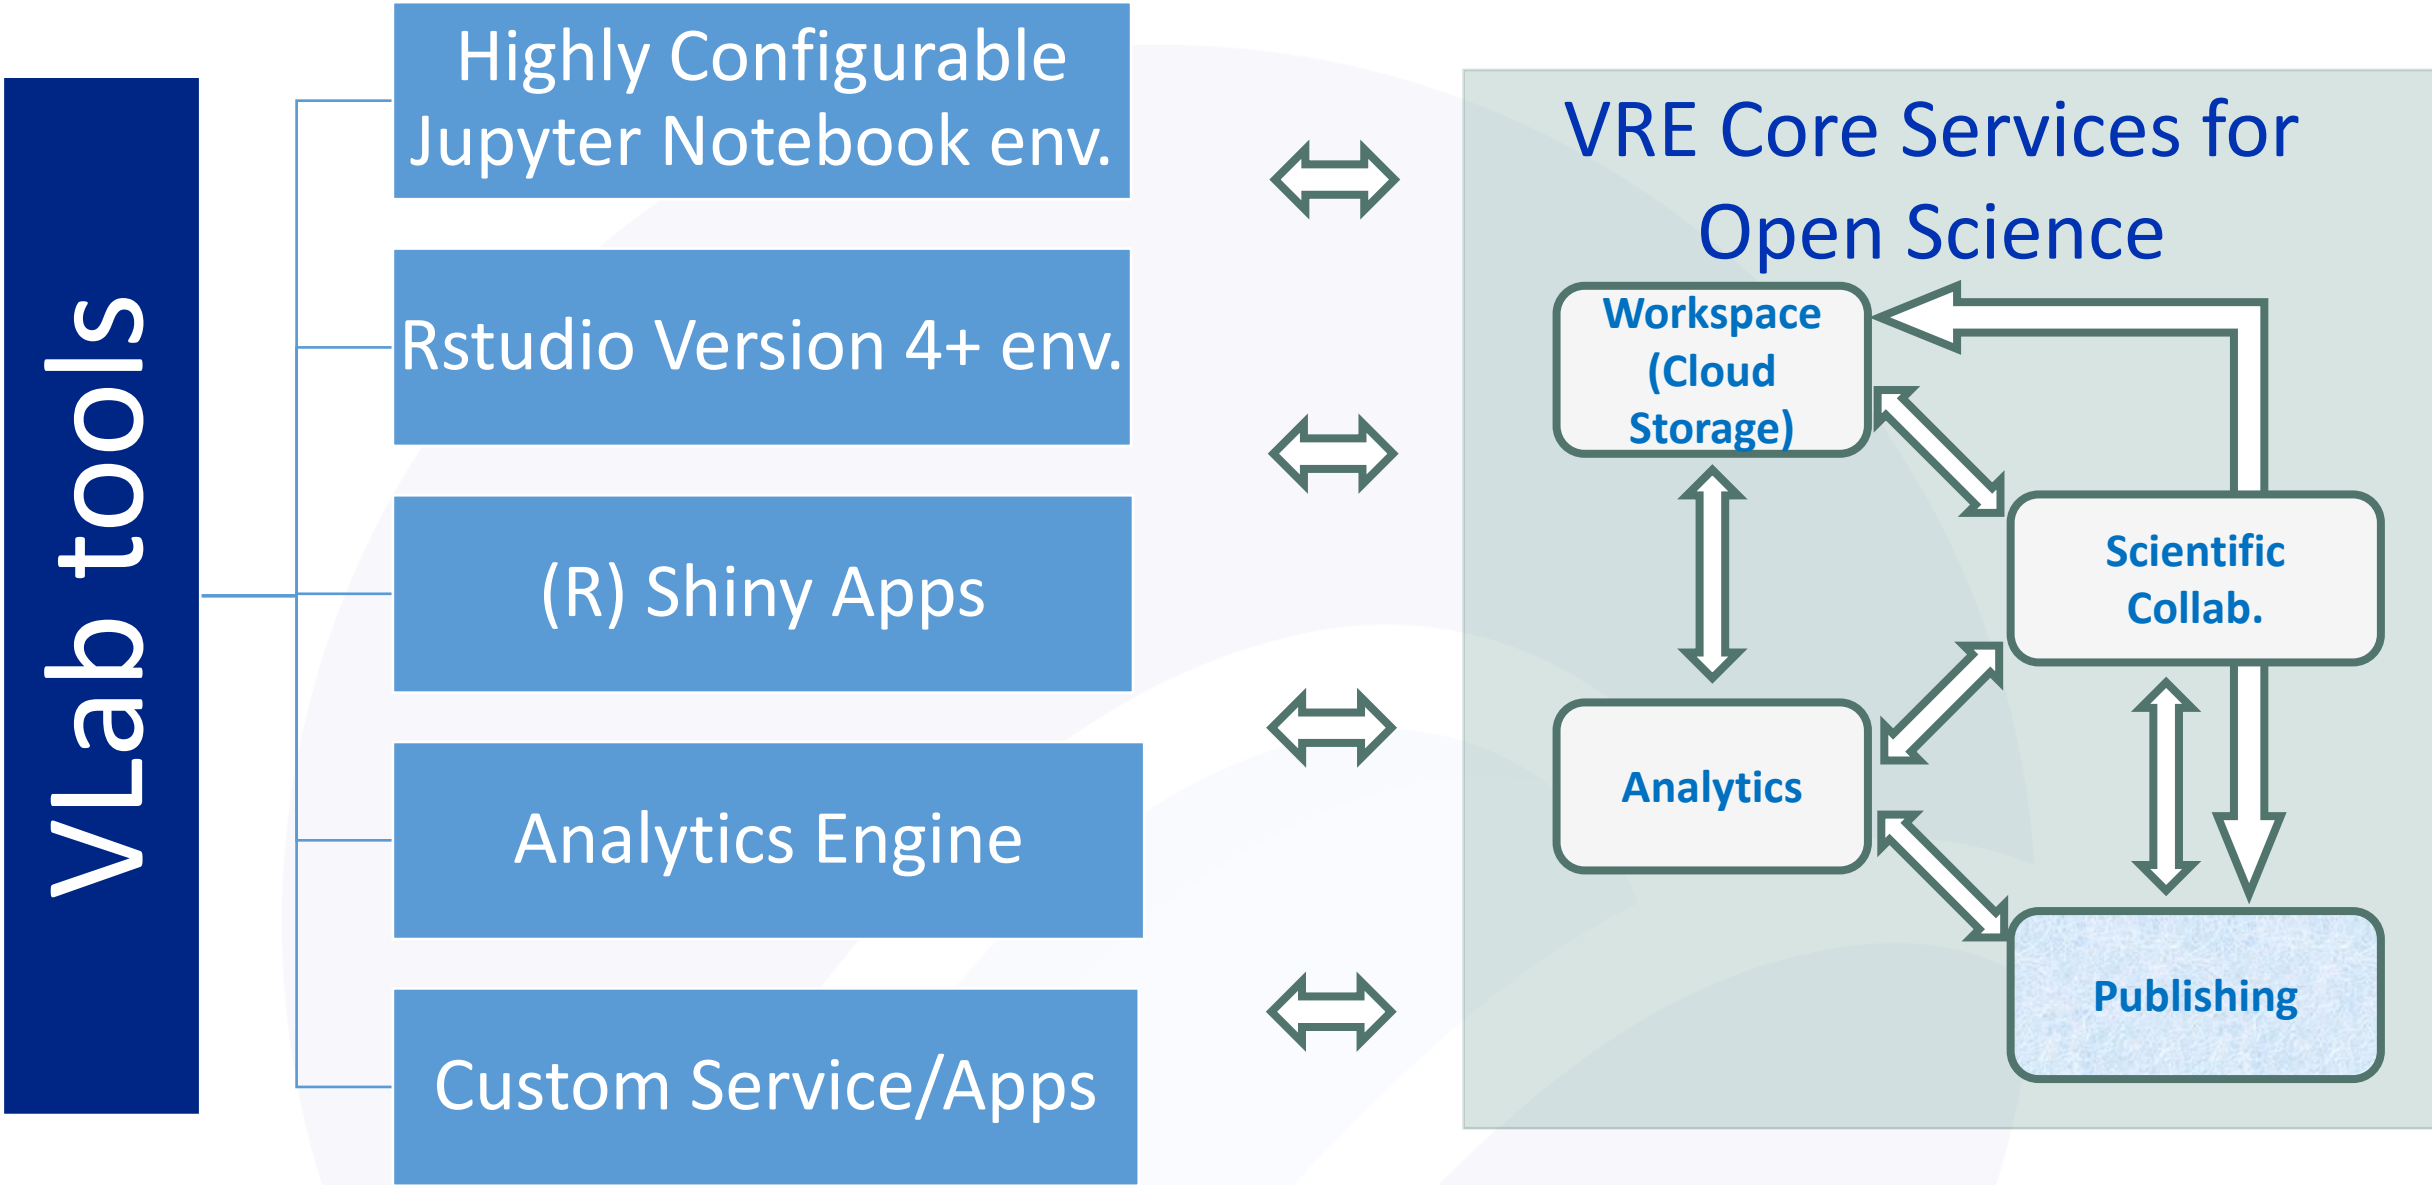 VLab tools
Highly Configurable
Jupyter Notebook env.
Rstudio Version 4+ env.
(R) Shiny Apps
Analytics Engine
Custom Service/Apps
VRE Core Services for
Open Science
Workspace
(Cloud
Storage)
Scientific
Collab.
Analytics
Publishing